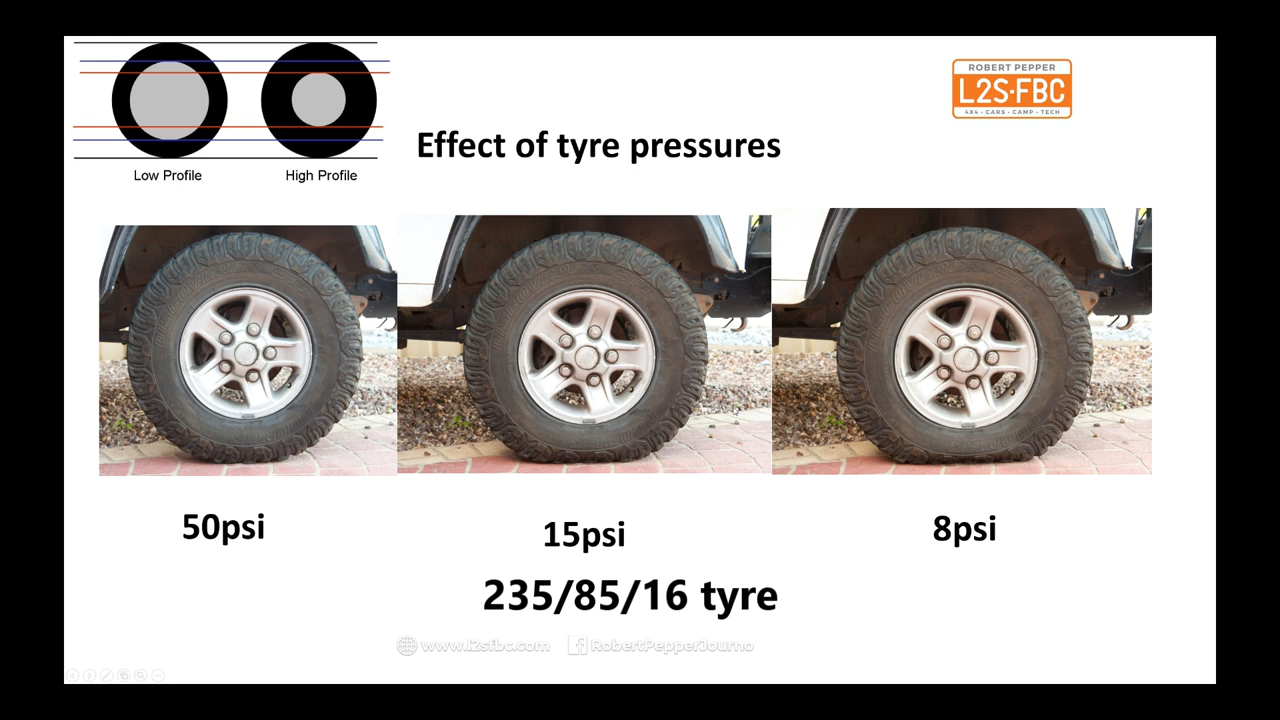 ROBERT PEPPER
L2S-FBC
4X4 - CARS - CAMP - TECH
Effect of tyre pressures
Low Profile
High Profile
50psi
15psi
8psi
235/85/16 tyre
www.l2sfbc.com
RobertPepperJourno